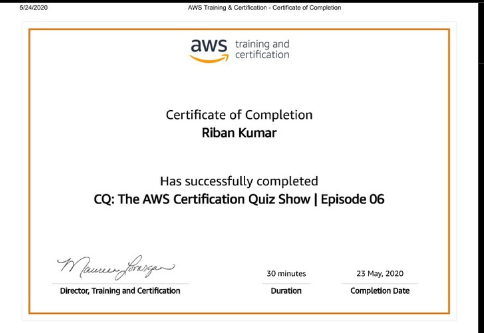 5/24/2020
AWS Training & Certification - Certificate of Completion
aws training and
certification
Certificate of Completion
Riban Kumar
Has successfully completed
CQ: The AWS Certification Quiz Show | Episode 06
30 minutes
23 May, 2020
Director, Training and Certification
Duration
Completion Date